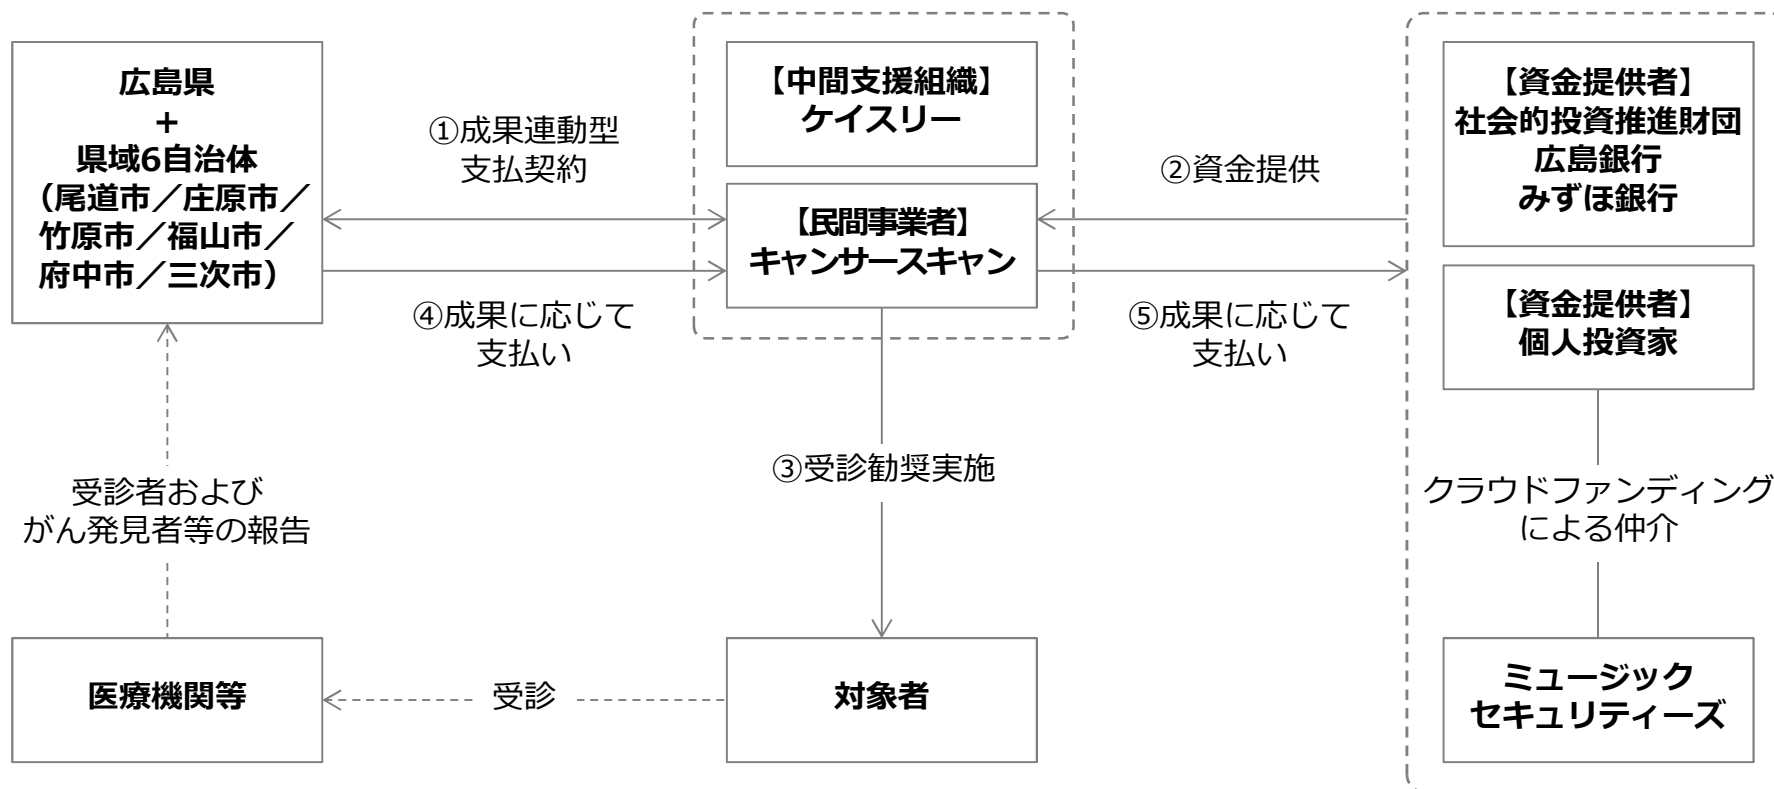 広島県
+
県域6自治体
（尾道市／庄原市／
竹原市／福山市／
府中市／三次市）
①成果連動型
支払契約
④成果に応じて
支払い
【中間支援組織】
ケイスリー
【民間事業者】
キャンサースキャン
②資金提供
⑤成果に応じて
支払い
【資金提供者】
社会的投資推進財団
広島銀行
みずほ銀行
【資金提供者】
個人投資家
③受診勧奨実施
受診者および
がん発見者等の報告
クラウドファンディング
による仲介
医療機関等
受診
対象者
ミュージック
セキュリティーズ